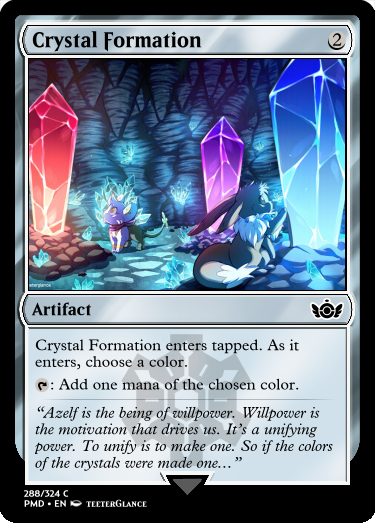 Crystal Formation
2
teeterglance
Artifact
Crystal Formation enters tapped. As it
enters, choose a color.
: Add one mana of the chosen color.
“Azelf is the being of willpower. Willpower is
the motivation that drives us. It’s a unifying
power. To unify is to make one. So if the colors
of the crystals were made one…”
288/324 C
PMD • EN TEETERGLANCE